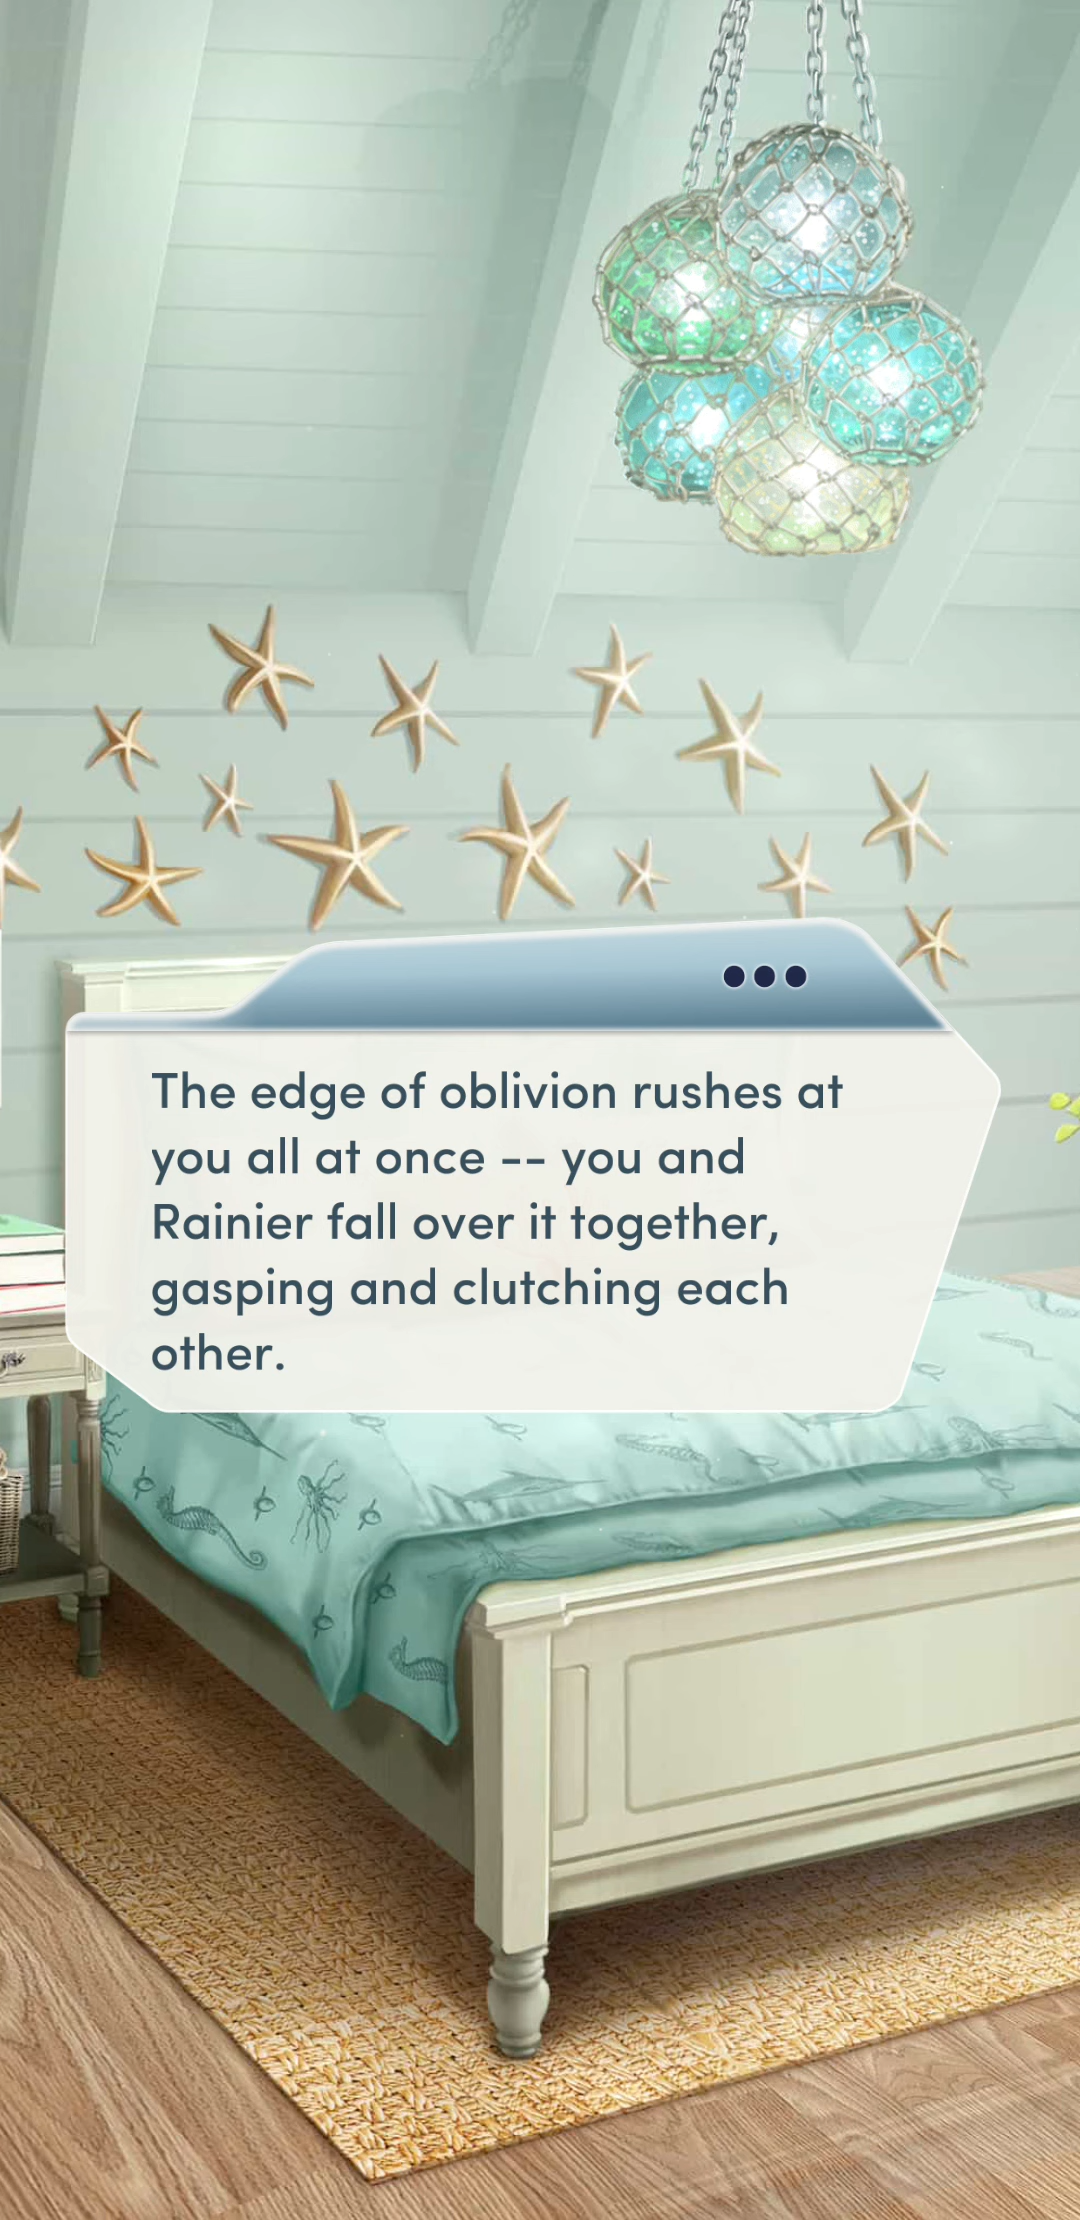 The edge of oblivion rushes at
you all at once -- you and
Rainier fall over it together,
gasping and clutching each
other.